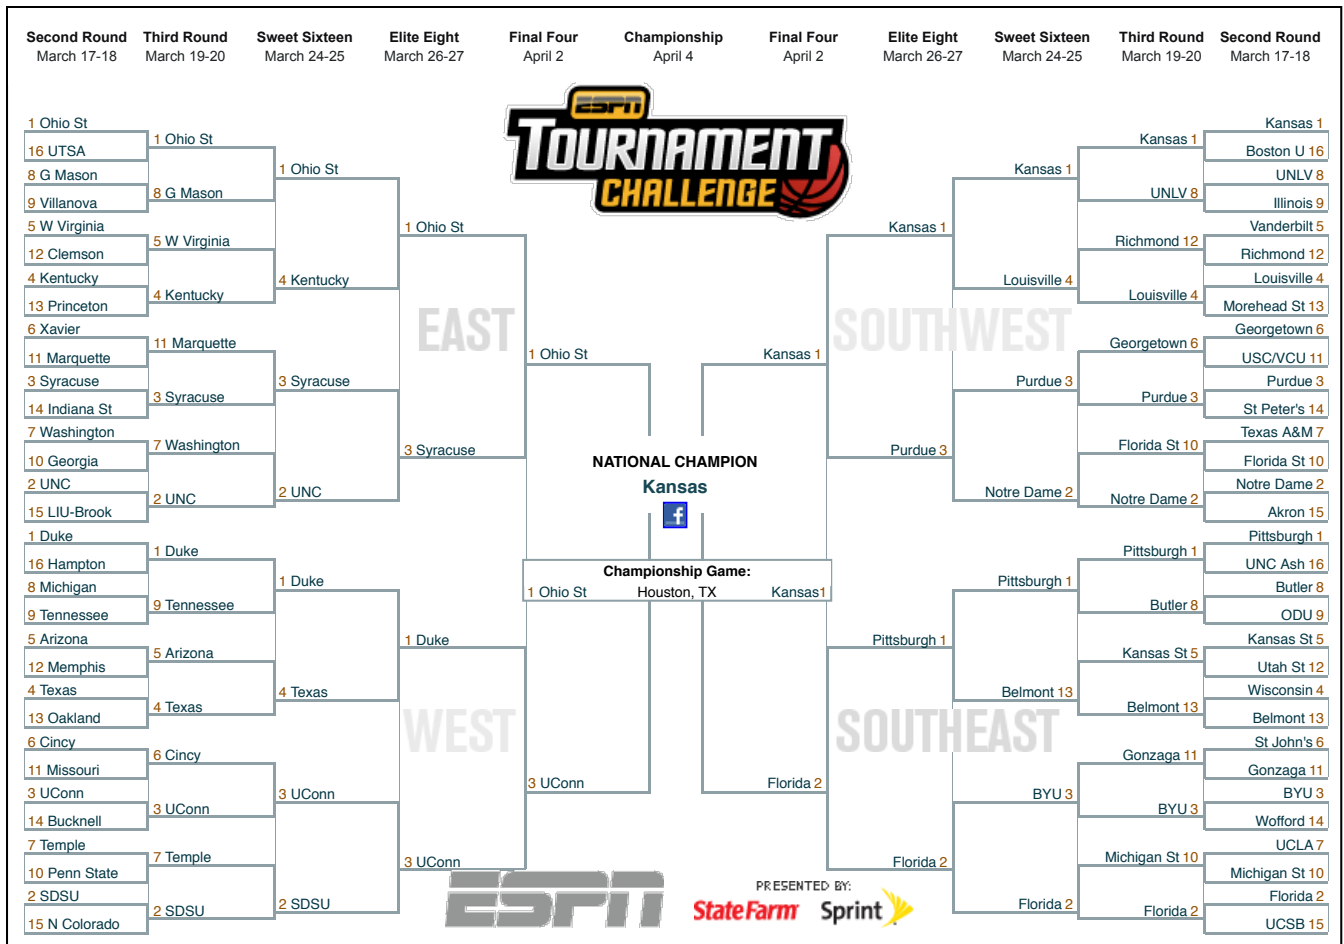 Second Round Third Round Sweet Sixteen Elite Eight Final Four Championship Final Four Elite Eight Sweet Sixteen Third Round Second Round
March 17-18 March 19-20 March 24-25 March 26-27 April 2 April 4 April 2 March 26-27 March 24-25 March 19-20 March 17-18
ESPN
TOURNAMENT
CHALLENGE
1 Ohio St
16 UTSA
8 G Mason
9 Villanova
5 W Virginia
12 Clemson
4 Kentucky
13 Princeton
6 Xavier
11 Marquette
3 Syracuse
14 Indiana St
7 Washington
10 Georgia
2 UNC
15 LIU-Brook
1 Duke
16 Hampton
8 Michigan
9 Tennessee
5 Arizona
12 Memphis
4 Texas
13 Oakland
6 Cincy
11 Missouri
3 UConn
14 Bucknell
7 Temple
10 Penn State
2 SDSU
15 N Colorado
1 Ohio St
8 G Mason
5 W Virginia
4 Kentucky
11 Marquette
3 Syracuse
7 Washington
2 UNC
1 Duke
9 Tennessee
5 Arizona
4 Texas
6 Cincy
3 UConn
7 Temple
2 SDSU
1 Ohio St
4 Kentucky
3 Syracuse
2 UNC
1 Duke
4 Texas
3 UConn
2 SDSU
1 Ohio St
3 Syracuse
1 Duke
3 UConn
EAST
WEST
1 Ohio St
3 UConn
NATIONAL CHAMPION
Kansas
f
Championship Game:
1 Ohio St Houston, TX Kansas1
Kansas 1
Florida 2
SOUTHWEST
SOUTHEAST
Kansas 1
Purdue 3
Pittsburgh 1
Florida 2
Kansas 1
Louisville 4
Purdue 3
Notre Dame 2
Pittsburgh 1
Belmont 13
BYU 3
Florida 2
Kansas 1
UNLV 8
Richmond 12
Louisville 4
Georgetown 6
Purdue 3
Florida St 10
Notre Dame 2
Pittsburgh 1
Butler 8
Kansas St 5
Belmont 13
Gonzaga 11
BYU 3
Michigan St 10
Florida 2
Kansas 1
Boston U 16
UNLV 8
Illinois 9
Vanderbilt 5
Richmond 12
Louisville 4
Morehead St 13
Georgetown 6
USC/VCU 11
Purdue 3
St Peter's 14
Texas A&M 7
Florida St 10
Notre Dame 2
Akron 15
Pittsburgh 1
UNC Ash 16
Butler 8
ODU 9
Kansas St 5
Utah St 12
Wisconsin 4
Belmont 13
St John's 6
Gonzaga 11
BYU 3
Wofford 14
UCLA 7
Michigan St 10
Florida 2
UCSB 15
ESPN
PRESENTED BY:
State Farm Sprint